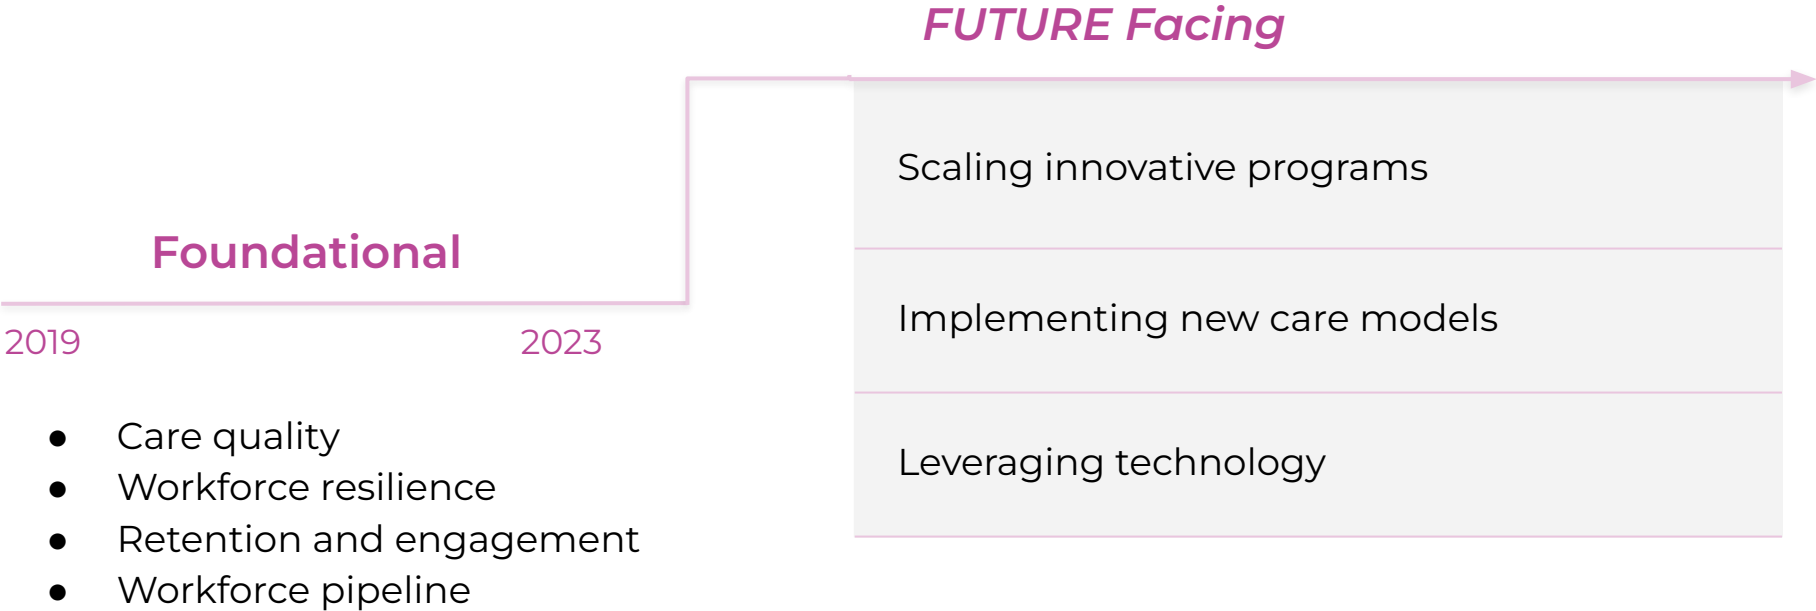 FUTURE Facing
Foundational
2019 2023
● Care quality
● Workforce resilience
● Retention and engagement
● Workforce pipeline
Scaling innovative programs
Implementing new care models
Leveraging technology